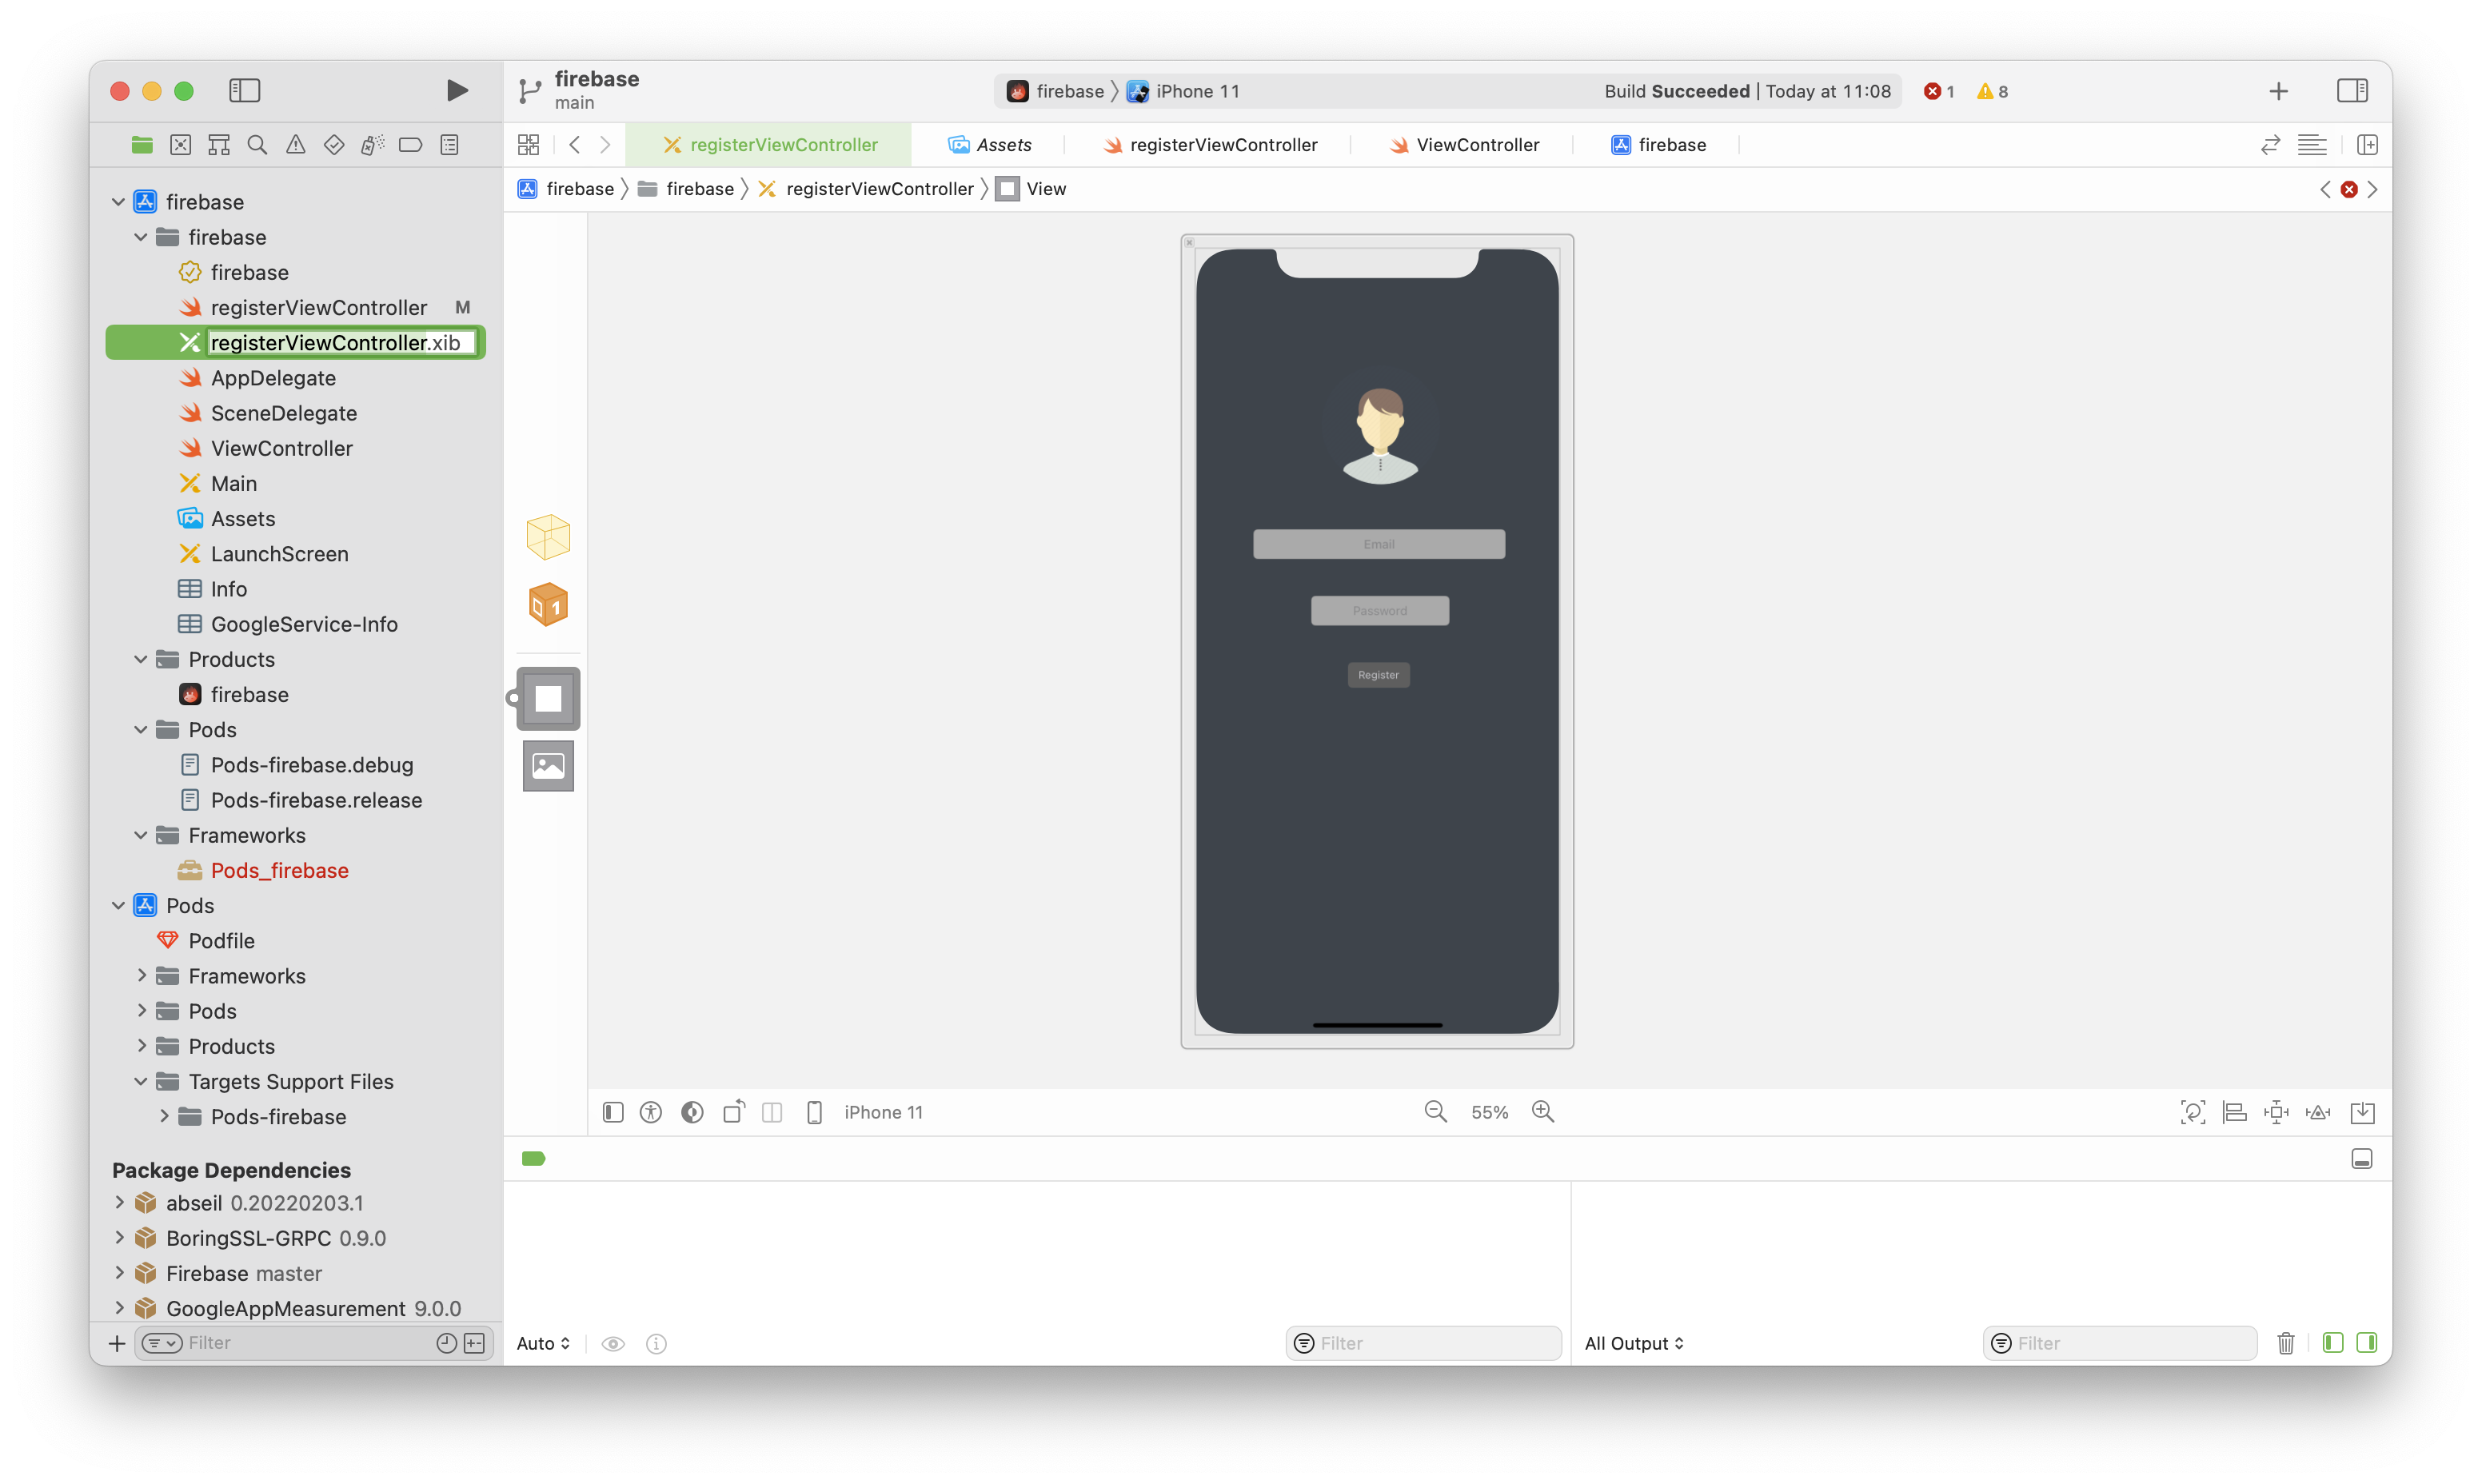 firebase
main
firebase
iPhone 11
Build Succeeded | Today at 11:08
1
8
registerViewController
Assets
registerViewController
ViewController
firebase
firebase
firebase
registerViewController
View
firebase
firebase
firebase
registerViewController M
registerViewController.xib
AppDelegate
SceneDelegate
ViewController
Main
Assets
LaunchScreen
Info
GoogleService-Info
Products
firebase
Pods
Pods-firebase.debug
Pods-firebase.release
Frameworks
Pods_firebase
Pods
Podfile
Frameworks
Pods
Products
Targets Support Files
Pods-firebase
Package Dependencies
abseil 0.20220203.1
BoringSSL-GRPC 0.9.0
Firebase master
GoogleAppMeasurement 9.0.0
Filter
1
Email
Password
Register
iPhone 11
55%
Auto
Filter
All Output
Filter